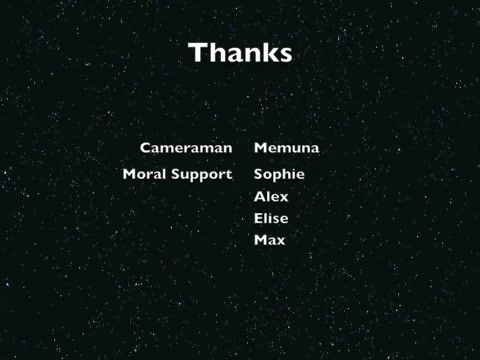 Thanks
Cameraman Memuna
Moral Support Sophie
Alex
Elise
Max